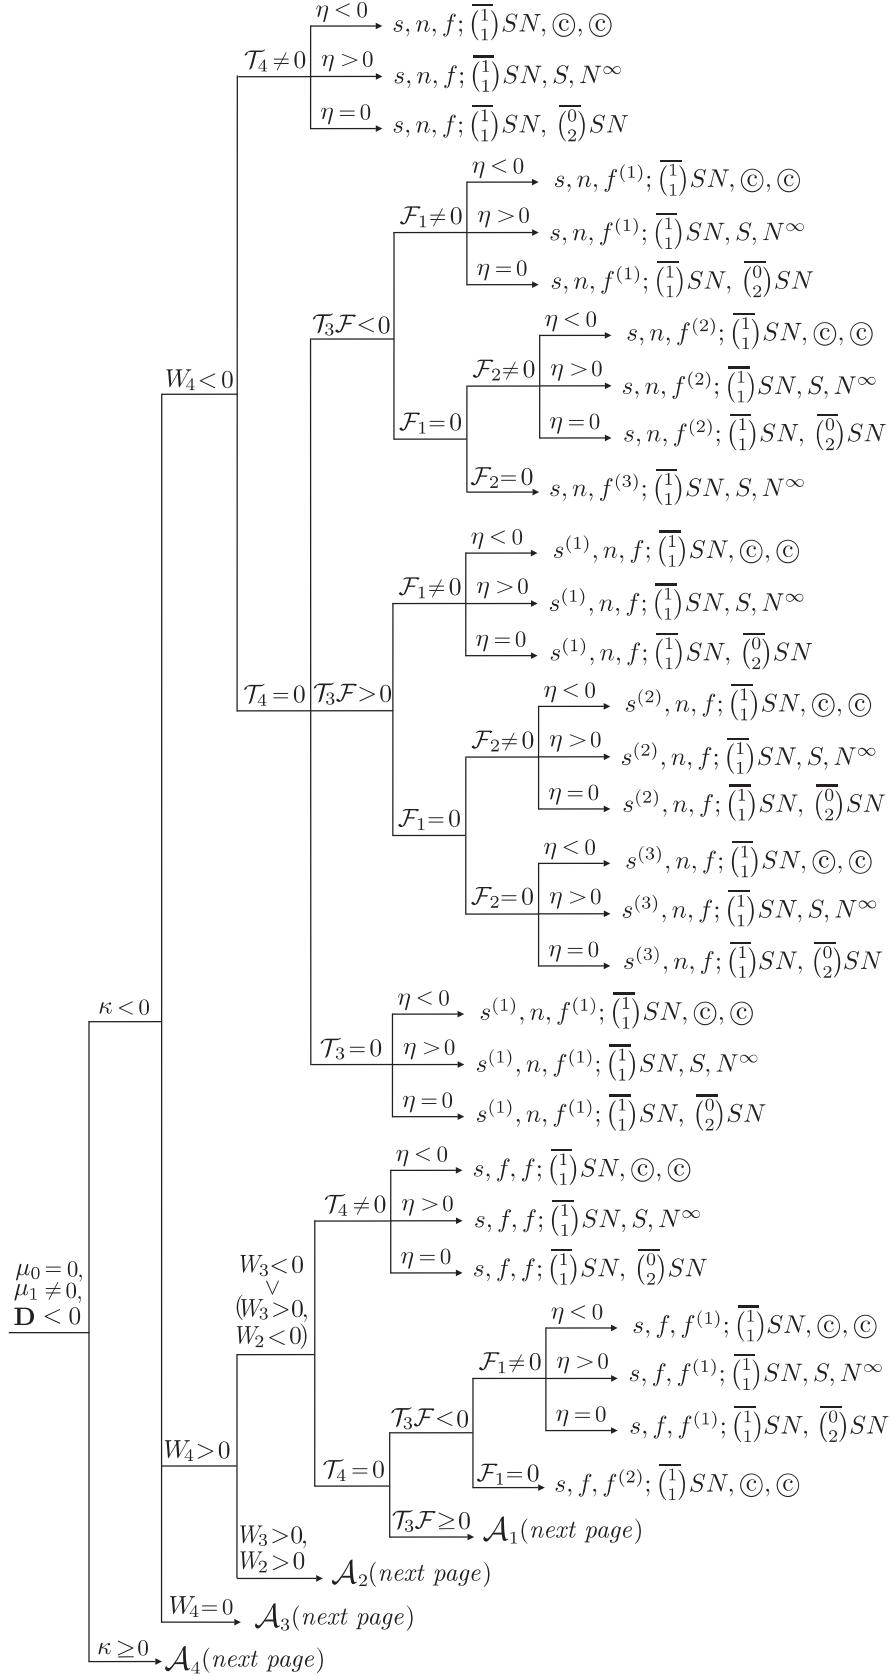 η<0 s, n, f; \overline{\binom{1}{1}}SN, ©, ©
𝒯₄≠0 η>0 s, n, f; \overline{\binom{1}{1}}SN, S, N^∞
η=0 s, n, f; \overline{\binom{1}{1}}SN, \overline{\binom{0}{2}}SN
η<0 s, n, f^{(1)}; \overline{\binom{1}{1}}SN, ©, ©
ℱ₁≠0 η>0 s, n, f^{(1)}; \overline{\binom{1}{1}}SN, S, N^∞
η=0 s, n, f^{(1)}; \overline{\binom{1}{1}}SN, \overline{\binom{0}{2}}SN
𝒯₃ℱ<0 η<0 s, n, f^{(2)}; \overline{\binom{1}{1}}SN, ©, ©
W₄<0 ℱ₂≠0 η>0 s, n, f^{(2)}; \overline{\binom{1}{1}}SN, S, N^∞
ℱ₁=0 η=0 s, n, f^{(2)}; \overline{\binom{1}{1}}SN, \overline{\binom{0}{2}}SN
ℱ₂=0 s, n, f^{(3)}; \overline{\binom{1}{1}}SN, S, N^∞
η<0 s^{(1)}, n, f; \overline{\binom{1}{1}}SN, ©, ©
ℱ₁≠0 η>0 s^{(1)}, n, f; \overline{\binom{1}{1}}SN, S, N^∞
η=0 s^{(1)}, n, f; \overline{\binom{1}{1}}SN, \overline{\binom{0}{2}}SN
𝒯₄=0 𝒯₃ℱ>0 η<0 s^{(2)}, n, f; \overline{\binom{1}{1}}SN, ©, ©
ℱ₂≠0 η>0 s^{(2)}, n, f; \overline{\binom{1}{1}}SN, S, N^∞
η=0 s^{(2)}, n, f; \overline{\binom{1}{1}}SN, \overline{\binom{0}{2}}SN
ℱ₁=0
η<0 s^{(3)}, n, f; \overline{\binom{1}{1}}SN, ©, ©
ℱ₂=0 η>0 s^{(3)}, n, f; \overline{\binom{1}{1}}SN, S, N^∞
η=0 s^{(3)}, n, f; \overline{\binom{1}{1}}SN, \overline{\binom{0}{2}}SN
κ<0 η<0 s^{(1)}, n, f^{(1)}; \overline{\binom{1}{1}}SN, ©, ©
𝒯₃=0 η>0 s^{(1)}, n, f^{(1)}; \overline{\binom{1}{1}}SN, S, N^∞
η=0 s^{(1)}, n, f^{(1)}; \overline{\binom{1}{1}}SN, \overline{\binom{0}{2}}SN
η<0 s, f, f; \overline{\binom{1}{1}}SN, ©, ©
𝒯₄≠0 η>0 s, f, f; \overline{\binom{1}{1}}SN, S, N^∞
η=0 s, f, f; \overline{\binom{1}{1}}SN, \overline{\binom{0}{2}}SN
μ₀=0,
μ₁≠0,
D<0
W₃<0
∨
(W₃>0,
W₂<0)
η<0 s, f, f^{(1)}; \overline{\binom{1}{1}}SN, ©, ©
ℱ₁≠0 η>0 s, f, f^{(1)}; \overline{\binom{1}{1}}SN, S, N^∞
𝒯₃ℱ<0 η=0 s, f, f^{(1)}; \overline{\binom{1}{1}}SN, \overline{\binom{0}{2}}SN
W₄>0 𝒯₄=0 ℱ₁=0 s, f, f^{(2)}; \overline{\binom{1}{1}}SN, ©, ©
𝒯₃ℱ≥0 𝒜₁(next page)
W₃>0,
W₂>0 𝒜₂(next page)
W₄=0 𝒜₃(next page)
κ≥0 𝒜₄(next page)